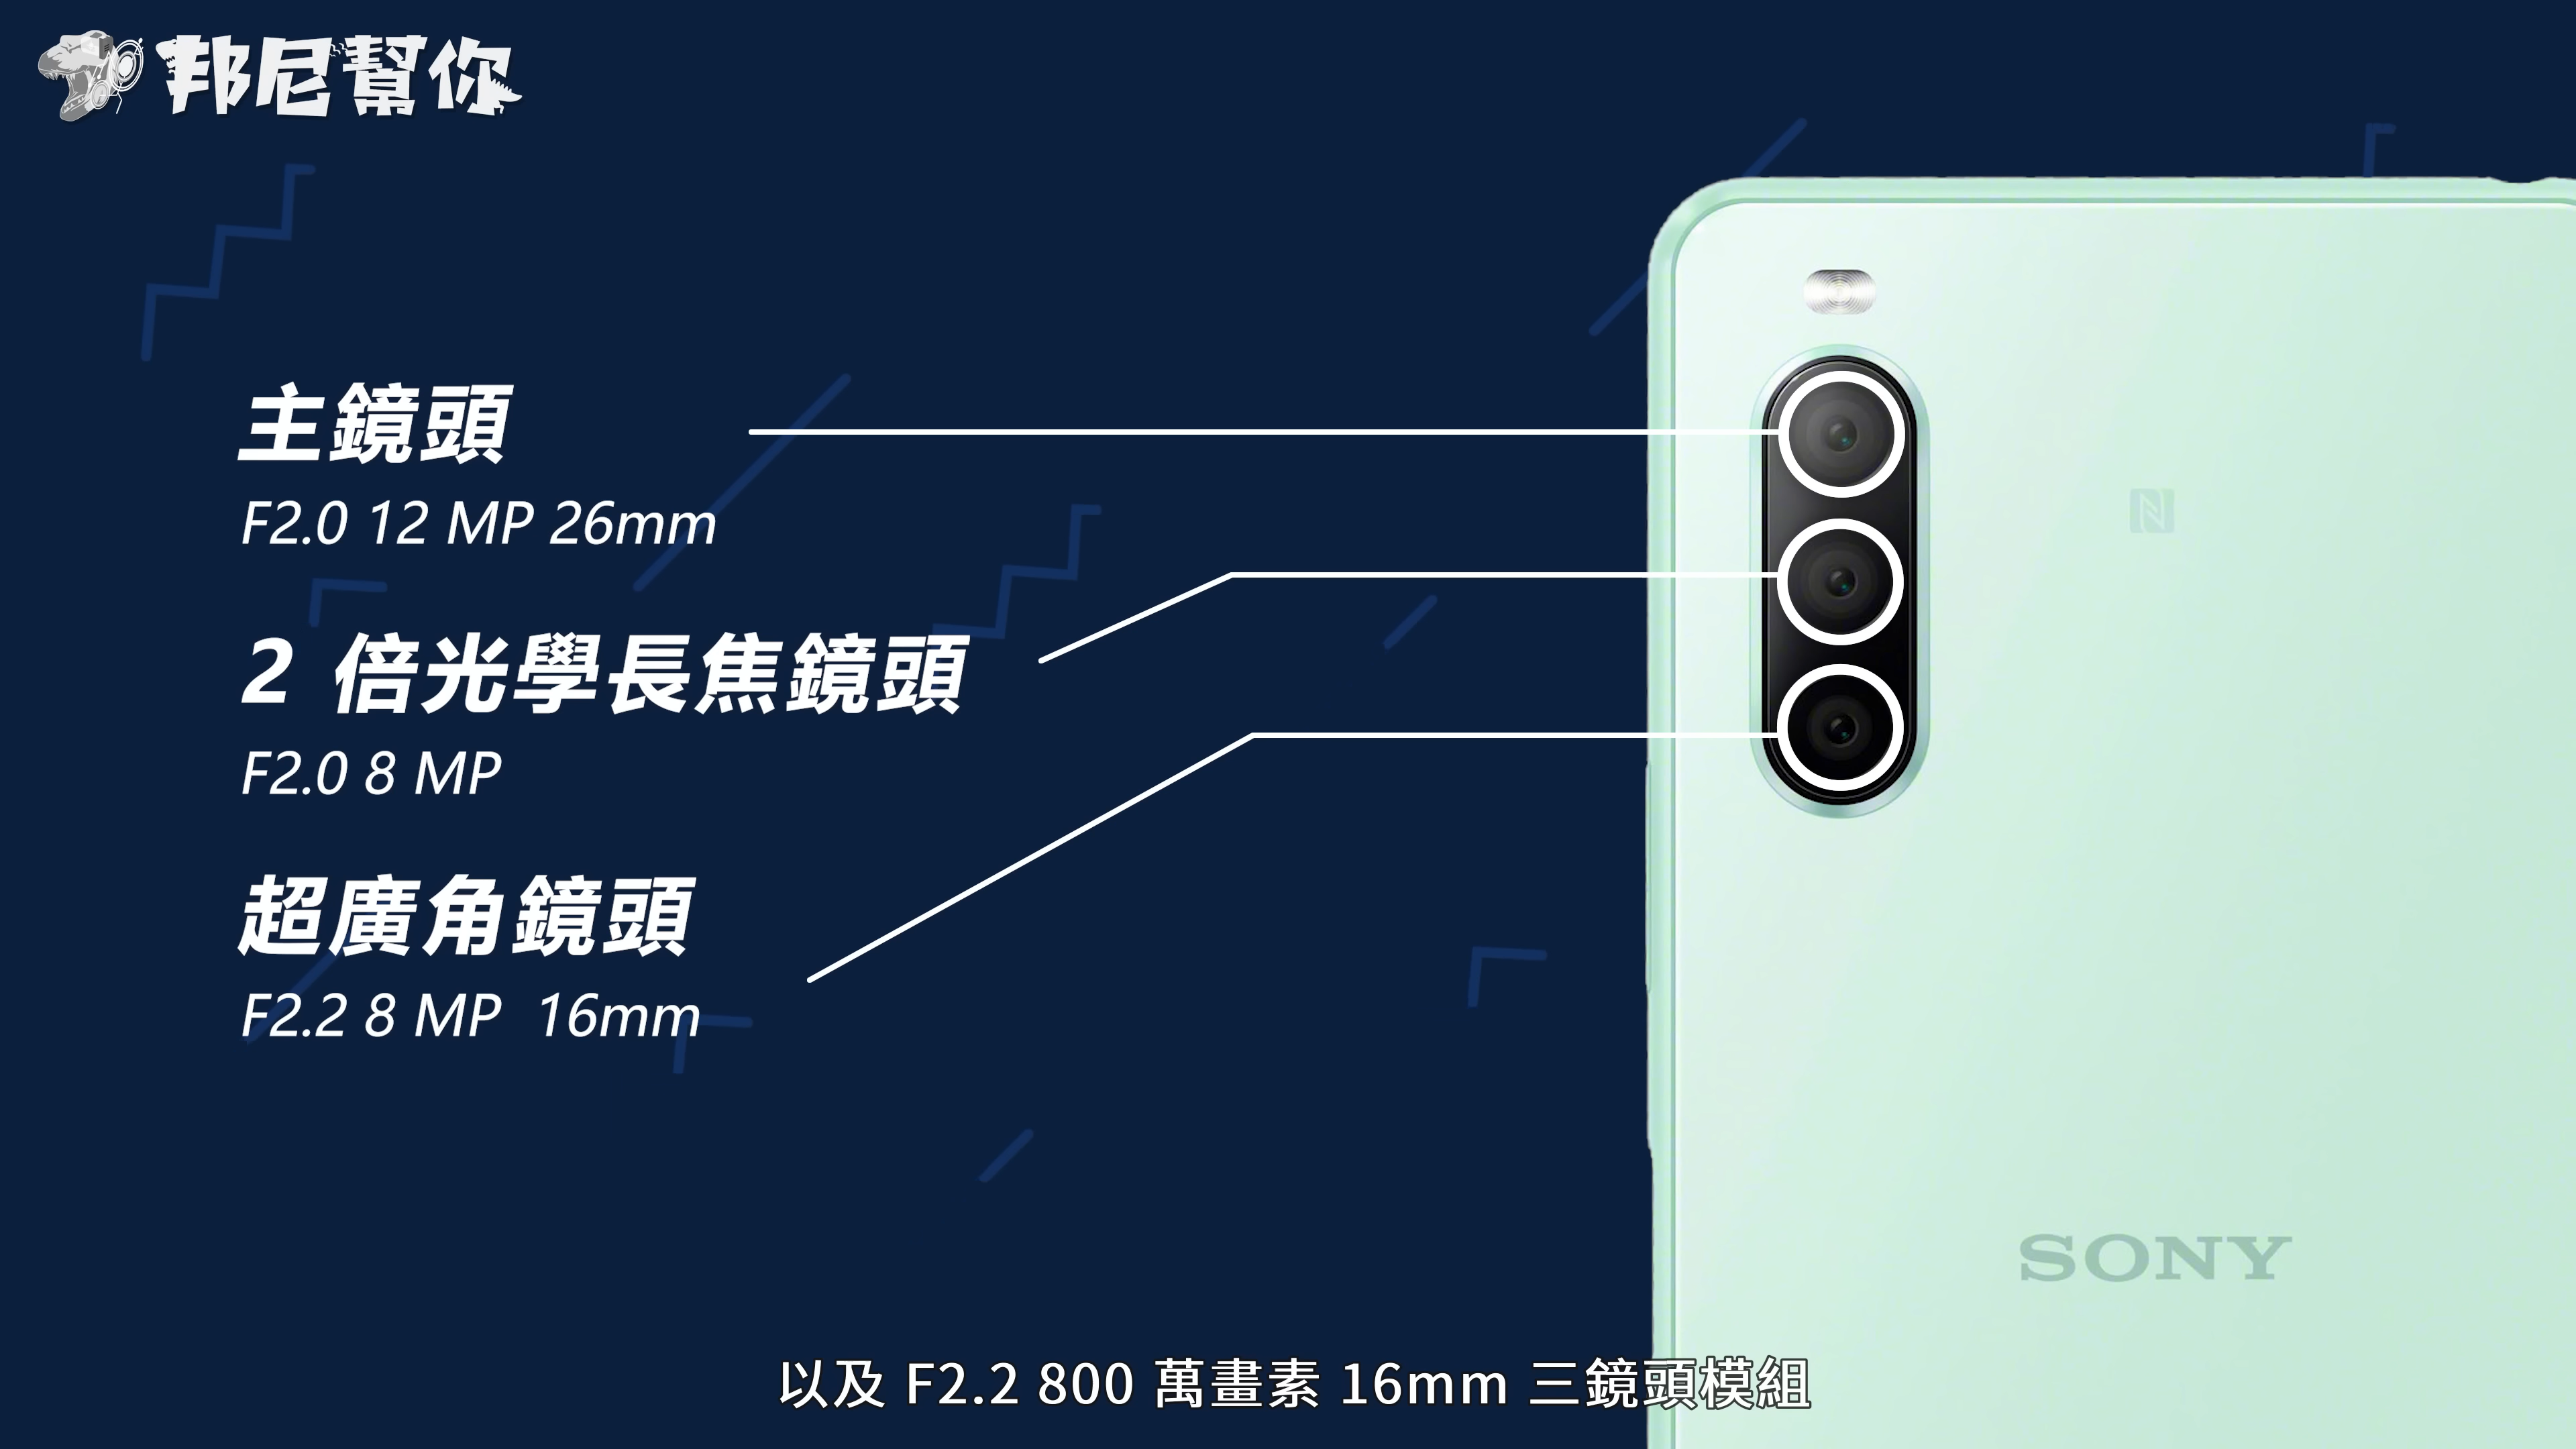 邦尼幫你
主鏡頭
F2.0 12 MP 26mm
2 倍光學長焦鏡頭
F2.0 8 MP
超廣角鏡頭
F2.2 8 MP 16mm
SONY
以及 F2.2 800 萬畫素 16mm 三鏡頭模組